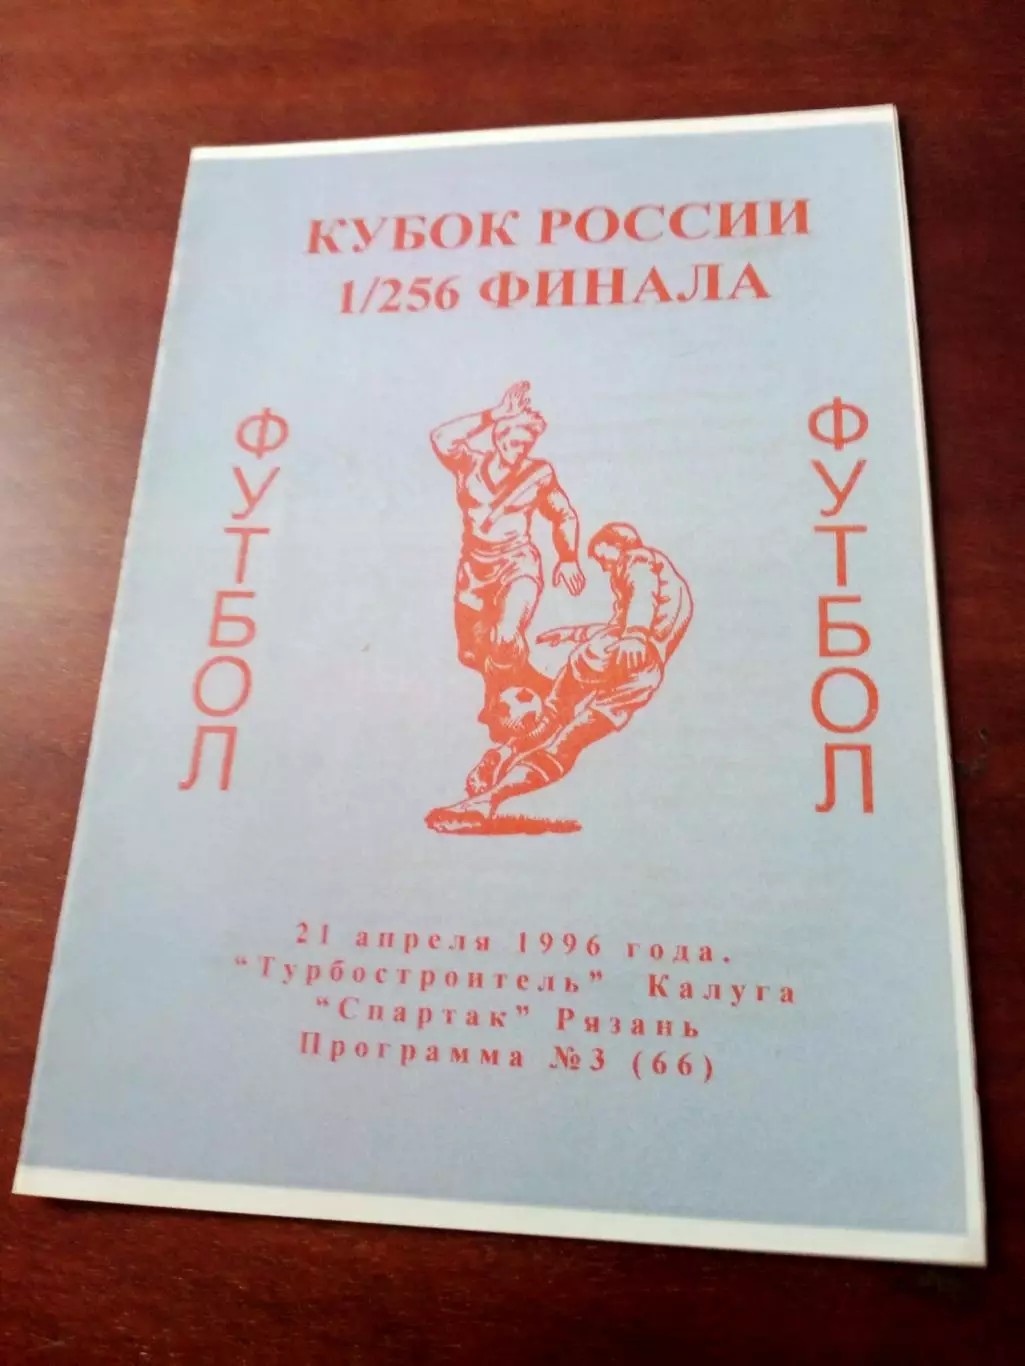 КУБОК РОССИИ
1/256 ФИНАЛА
ФУТБОЛ
ФУТБОЛ
21 апреля 1996 года.
“Турбостроитель” Калуга
“Спартак” Рязань
Программа №3 (66)